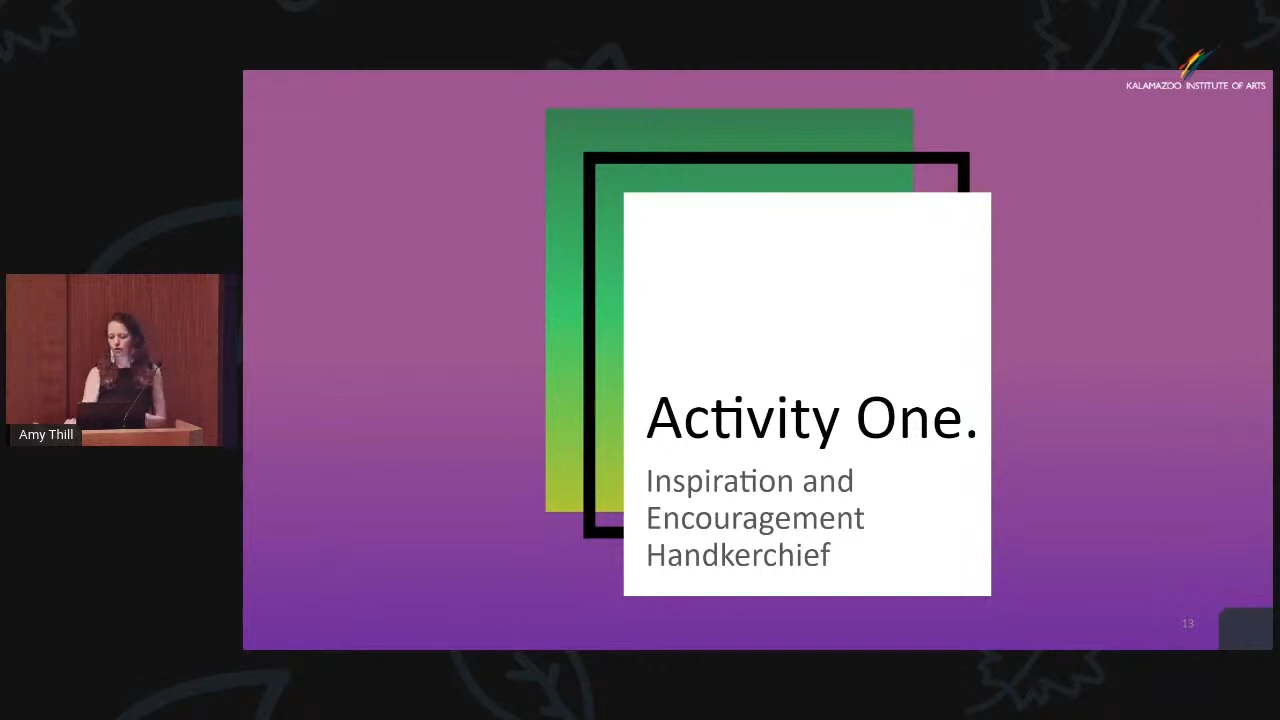 KALAMAZOO INSTITUTE OF ARTS
Activity One.
Inspiration and
Encouragement
Handkerchief
Amy Thill
13